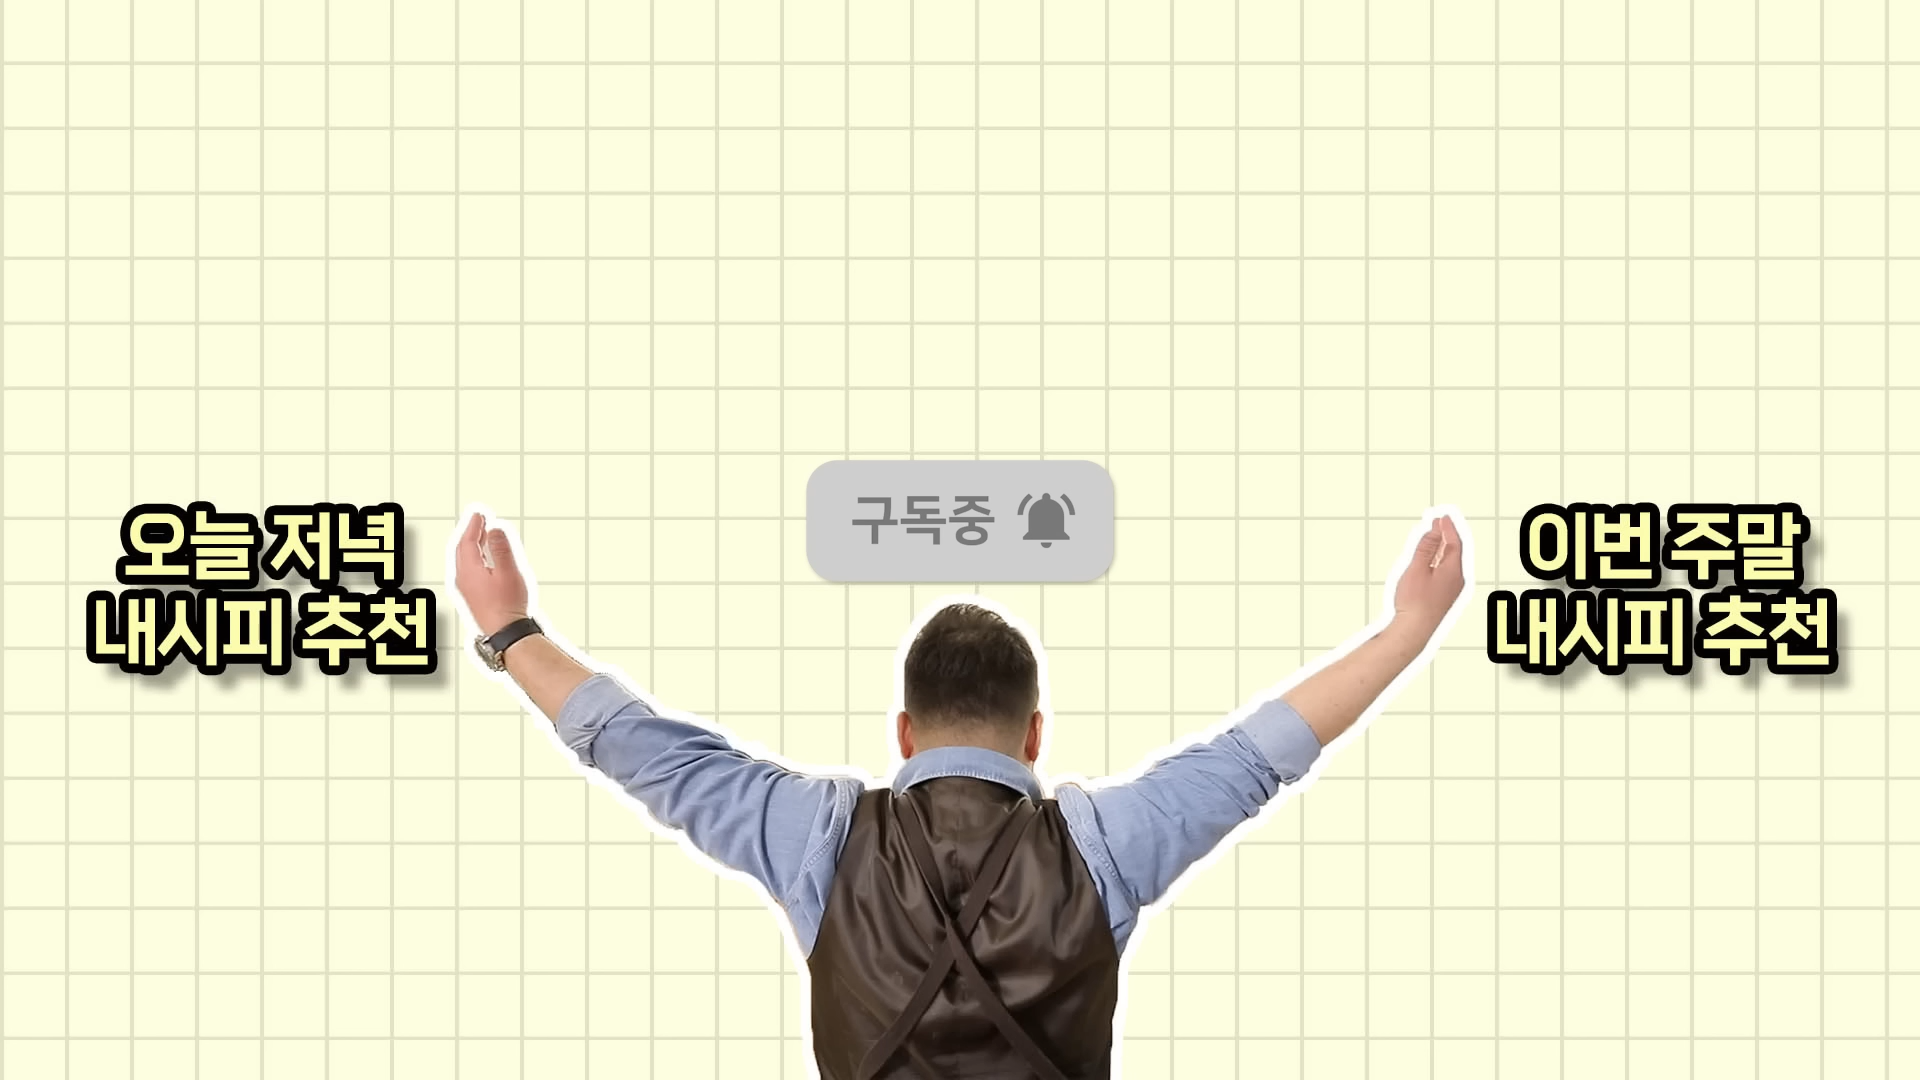 오늘 저녁
내시피 추천
구독중
이번 주말
내시피 추천